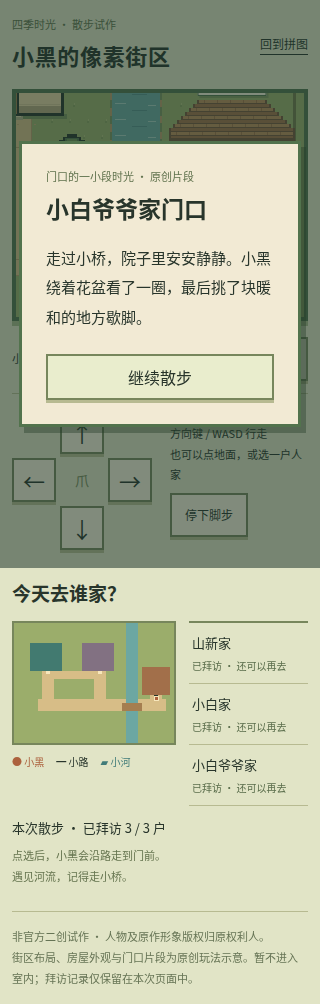 四季时光 · 散步试作
小黑的像素街区
回到拼图
门口的一小段时光 · 原创片段
小白爷爷家门口
走过小桥，院子里安安静静。小黑
绕着花盆看了一圈，最后挑了块暖
和的地方歇脚。
继续散步
小
↑
←
爪
→
↓
方向键 / WASD 行走
也可以点地面，或选一户人
家
停下脚步
今天去谁家？
山新家
已拜访 · 还可以再去
小白家
已拜访 · 还可以再去
小白爷爷家
已拜访 · 还可以再去
小黑 小路 小河
本次散步 · 已拜访 3 / 3 户
点选后，小黑会沿路走到门前。
遇见河流，记得走小桥。
非官方二创试作 · 人物及原作形象版权归原权利人。
街区布局、房屋外观与门口片段为原创玩法示意。暂不进入
室内；拜访记录仅保留在本次页面中。